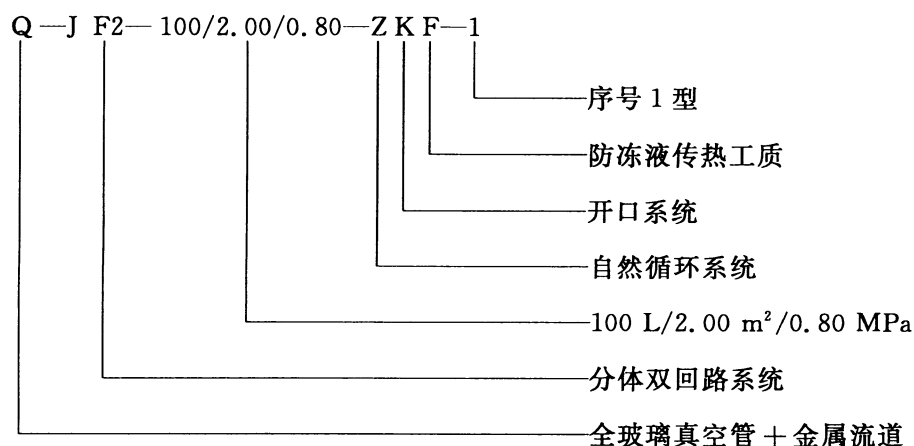 Q—J F2—100/2.00/0.80—Z K F—1
序号1型
防冻液传热工质
开口系统
自然循环系统
100 L/2.00 m²/0.80 MPa
分体双回路系统
全玻璃真空管+金属流道